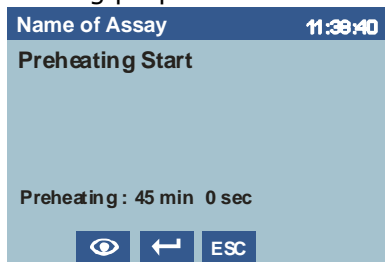 Name of Assay 11:38:40
Preheating Start
Preheating : 45 min 0 sec
ESC